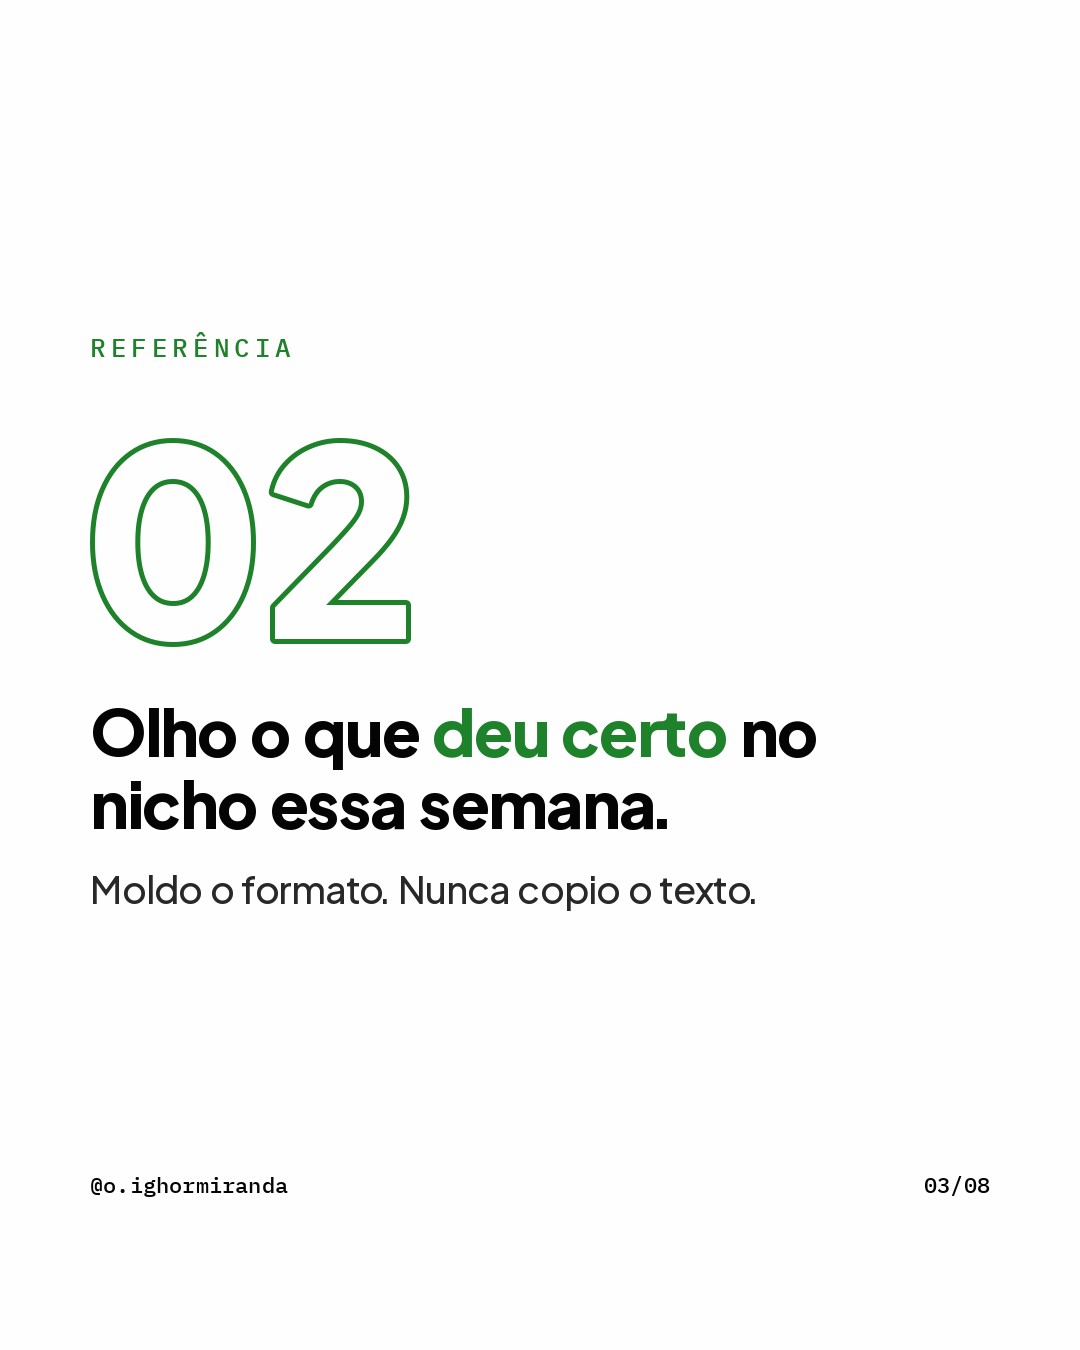 REFERÊNCIA
02
Olho o que deu certo no
nicho essa semana.
Moldo o formato. Nunca copio o texto.
@o.ighormiranda
03/08